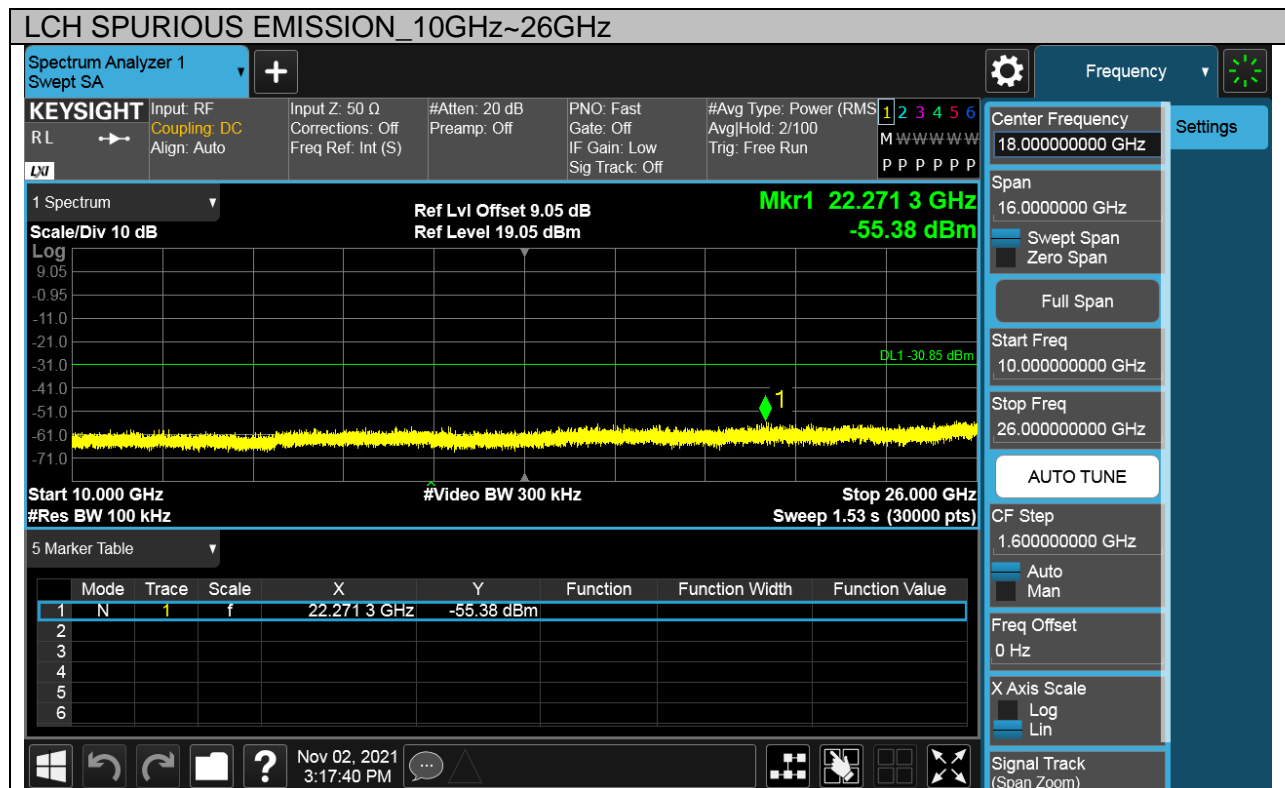 LCH SPURIOUS EMISSION_10GHz~26GHz
Spectrum Analyzer 1
Swept SA
Frequency
KEYSIGHT
RL
LXI
Input: RF
Coupling: DC
Align: Auto
Input Z: 50 Ω
Corrections: Off
Freq Ref: Int (S)
#Atten: 20 dB
Preamp: Off
PNO: Fast
Gate: Off
IF Gain: Low
Sig Track: Off
#Avg Type: Power (RMS
Avg|Hold: 2/100
Trig: Free Run
1 2 3 4 5 6
M W W W W W
P P P P P P
1 Spectrum
Scale/Div 10 dB
Ref Lvl Offset 9.05 dB
Ref Level 19.05 dBm
Mkr1 22.271 3 GHz
-55.38 dBm
Log
9.05
-0.95
-11.0
-21.0
-31.0
-41.0
-51.0
-61.0
-71.0
DL1 -30.85 dBm
1
Start 10.000 GHz
#Res BW 100 kHz
#Video BW 300 kHz
Stop 26.000 GHz
Sweep 1.53 s (30000 pts)
5 Marker Table
Mode Trace Scale X Y Function Function Width Function Value
1 N 1 f 22.271 3 GHz -55.38 dBm
2
3
4
5
6
Nov 02, 2021
3:17:40 PM
?
Center Frequency
18.000000000 GHz
Settings
Span
16.0000000 GHz
Swept Span
Zero Span
Full Span
Start Freq
10.000000000 GHz
Stop Freq
26.000000000 GHz
AUTO TUNE
CF Step
1.600000000 GHz
Auto
Man
Freq Offset
0 Hz
X Axis Scale
Log
Lin
Signal Track
(Span Zoom)